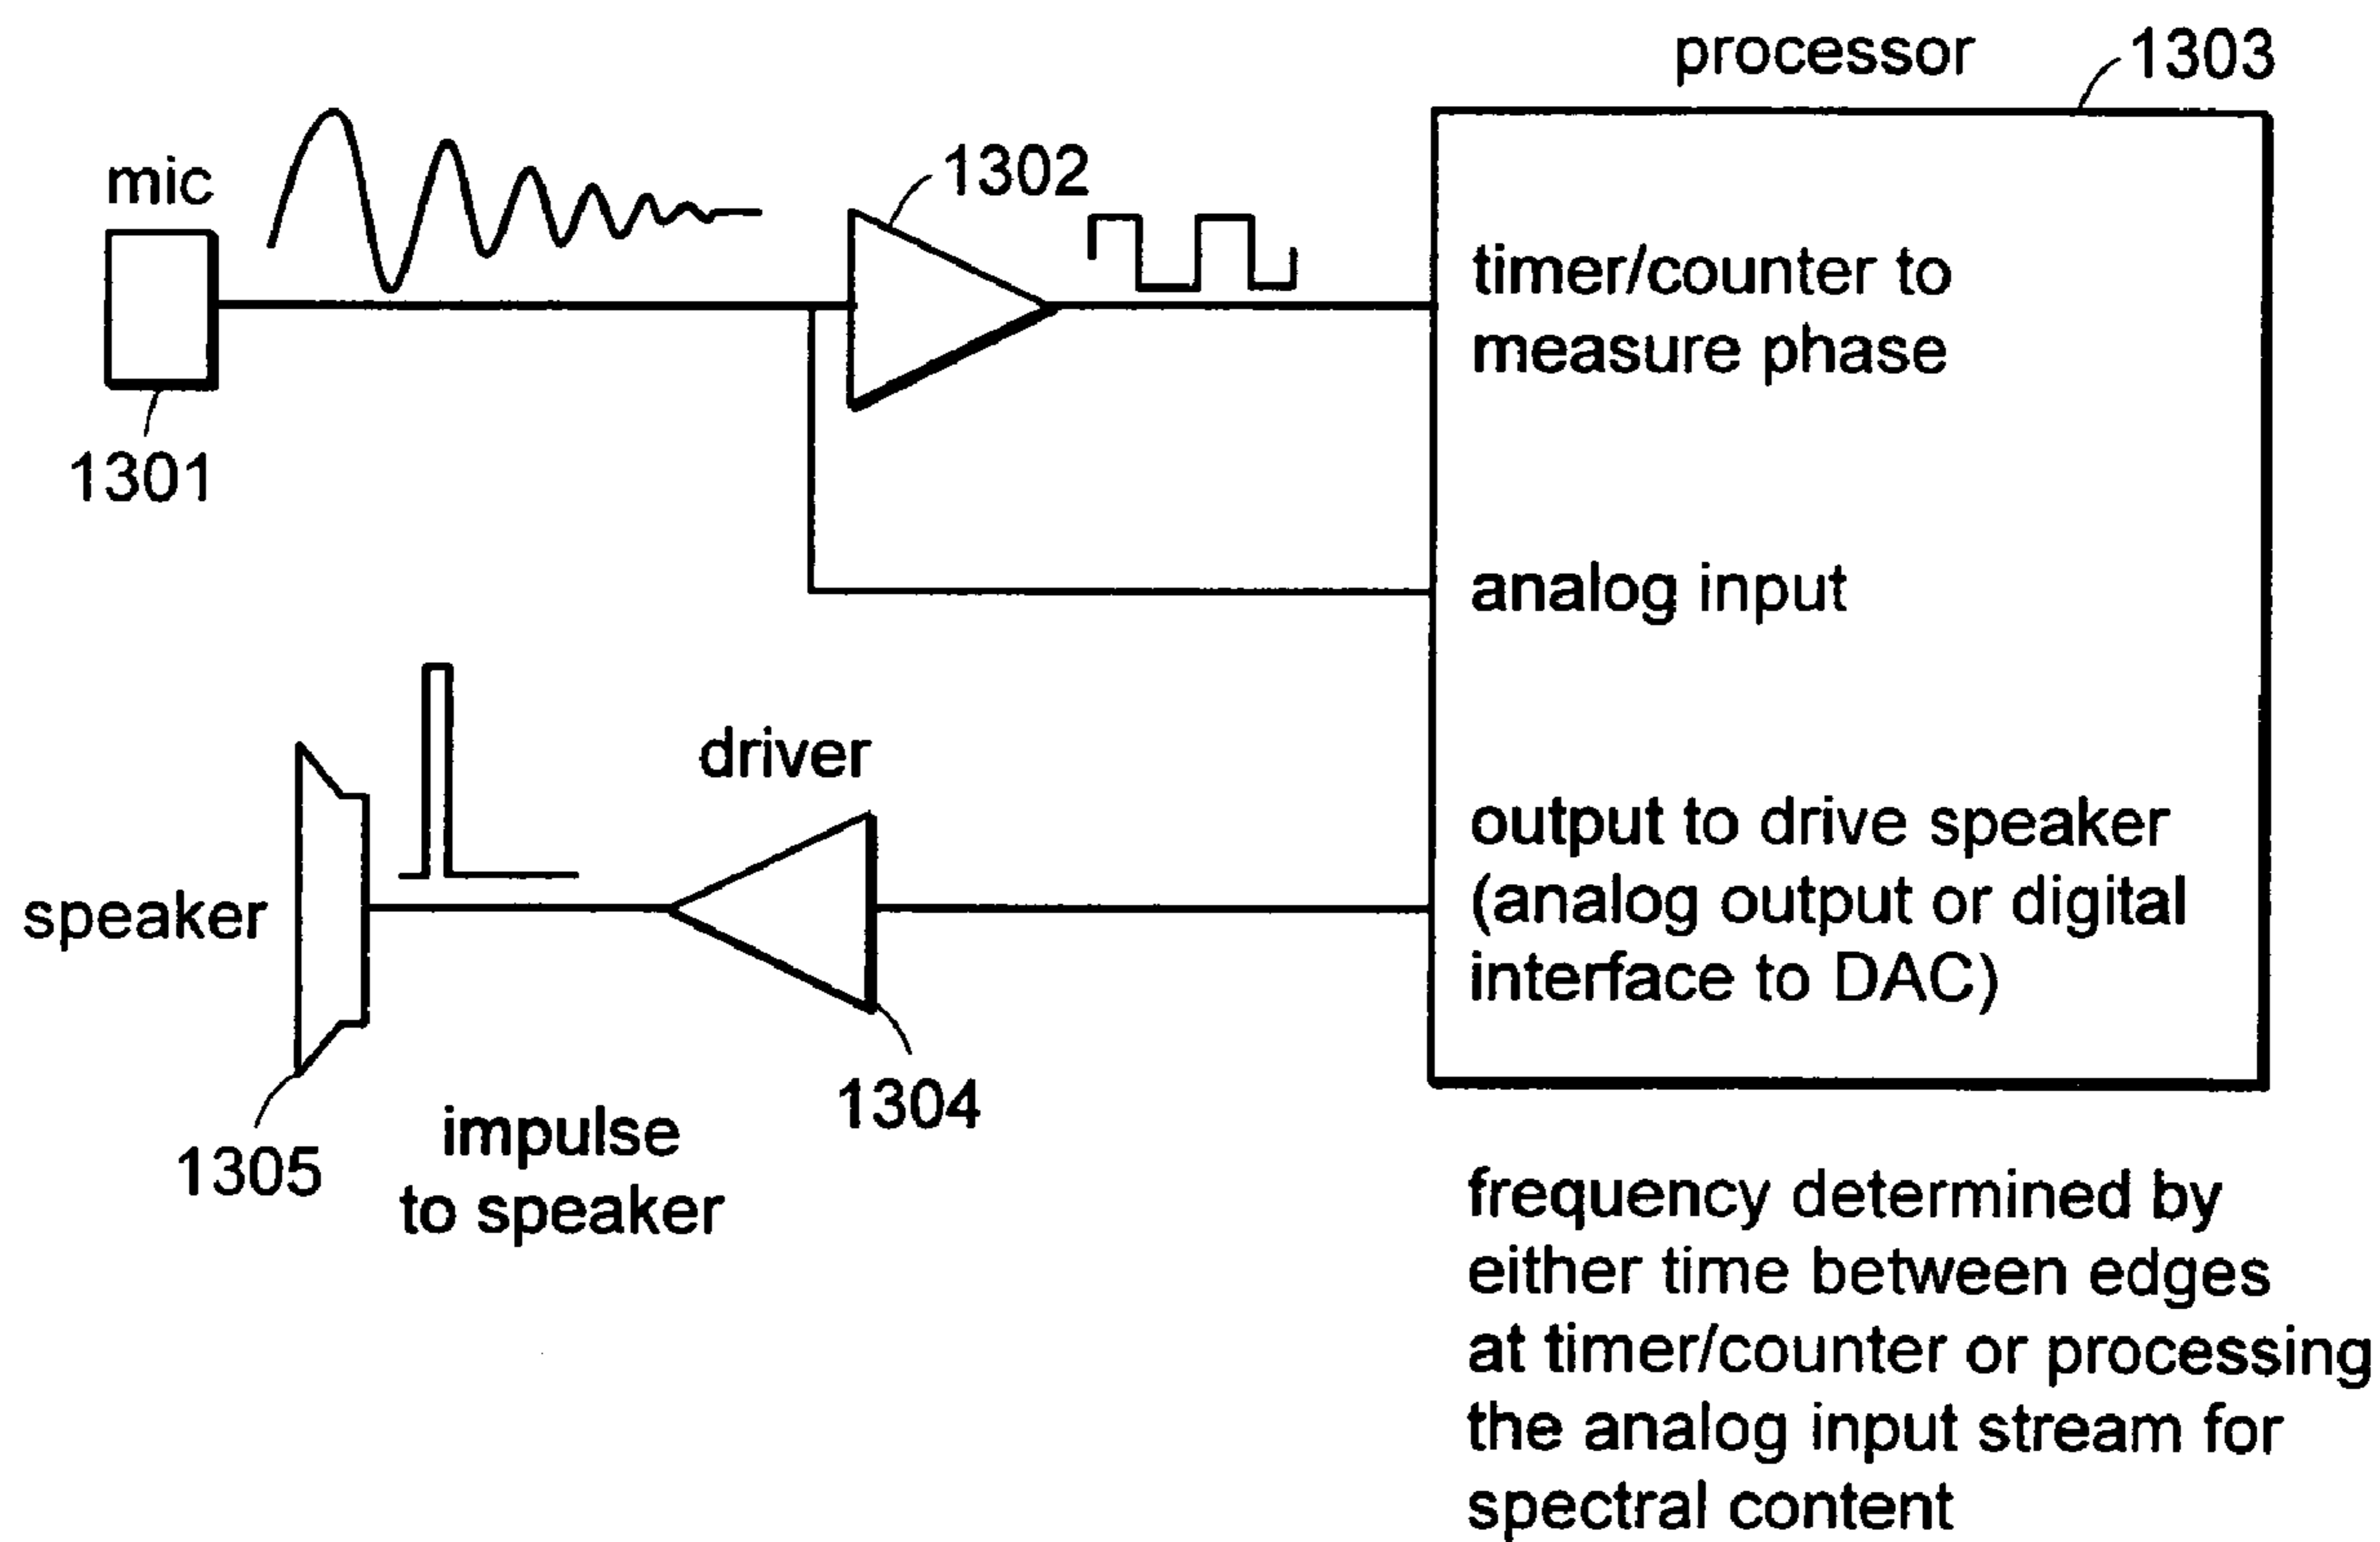 processor
1303
mic
1302
1301
timer/counter to
measure phase
analog input
driver
speaker
output to drive speaker
(analog output or digital
interface to DAC)
1304
1305
impulse
to speaker
frequency determined by
either time between edges
at timer/counter or processing
the analog input stream for
spectral content